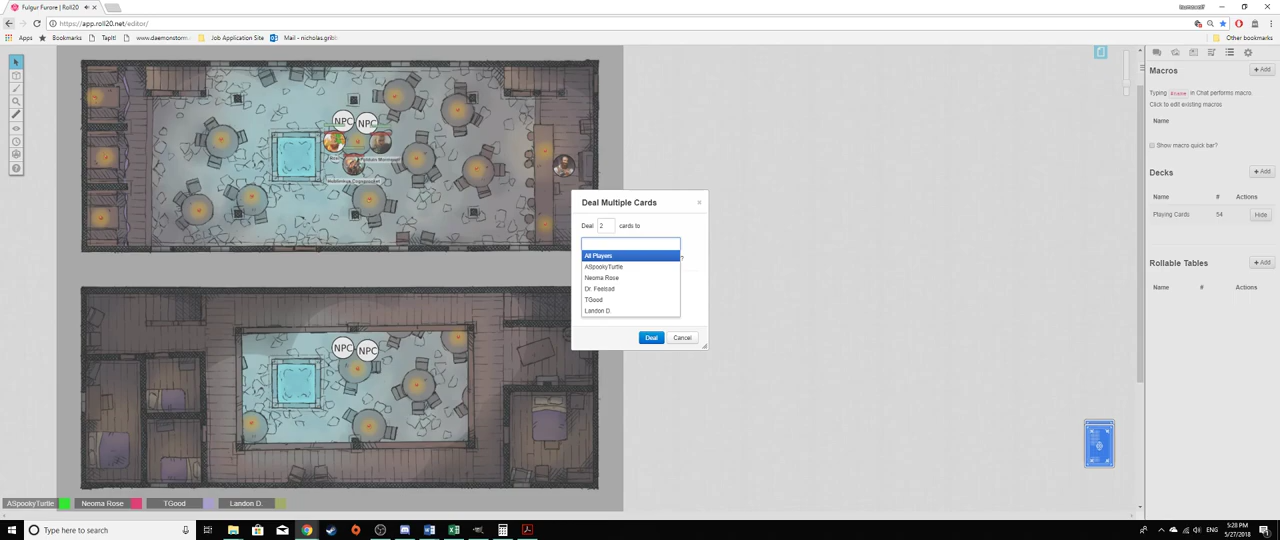 Fulgur Furore | Roll20
https://app.roll20.net/editor/
Apps
Bookmarks
TapIt!
www.daemonstorm...
Job Application Site
Mail - nicholas.gribl
Other bookmarks
NPC
NPC
NPC
NPC
Deal Multiple Cards
Deal 2 cards to
All Players
ASpookyTurtle
Neoma Rose
Dr. Feelsad
TGood
Landon D.
?
Deal
Cancel
Macros
+ Add
Typing #name in Chat performs macro.
Click to edit existing macros
Name
Show macro quick bar?
Decks
+ Add
Name # Actions
Playing Cards 54 Hide
Rollable Tables
+ Add
Name # Actions
ASpookyTurtle
Neoma Rose
TGood
Landon D.
Type here to search
ENG
5:28 PM
5/27/2018